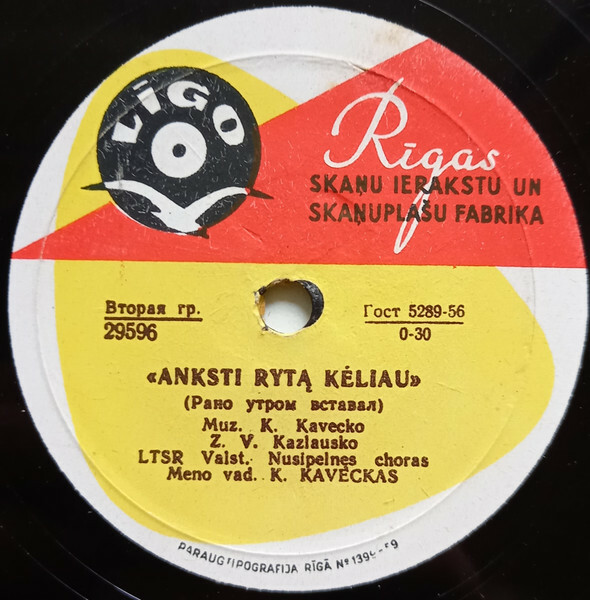 LĪGO
Rīgas
SKAŅU IERAKSTU UN
SKAŅUPLAŠU FABRIKA
Вторая гр.
29596
Гост 5289-56
0-30
«ANKSTI RYTĄ KĖLIAU»
(Рано утром вставал)
Muz. K. Kavecko
Z. V. Kazlausko
LTSR Valst. Nusipelnęs choras
Meno vad. K. KAVECKAS
PARAUGTIPOGRAFIJA RĪGĀ